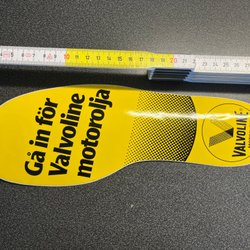 Gå in för
Valvoline
motorolja
VALVOLINE